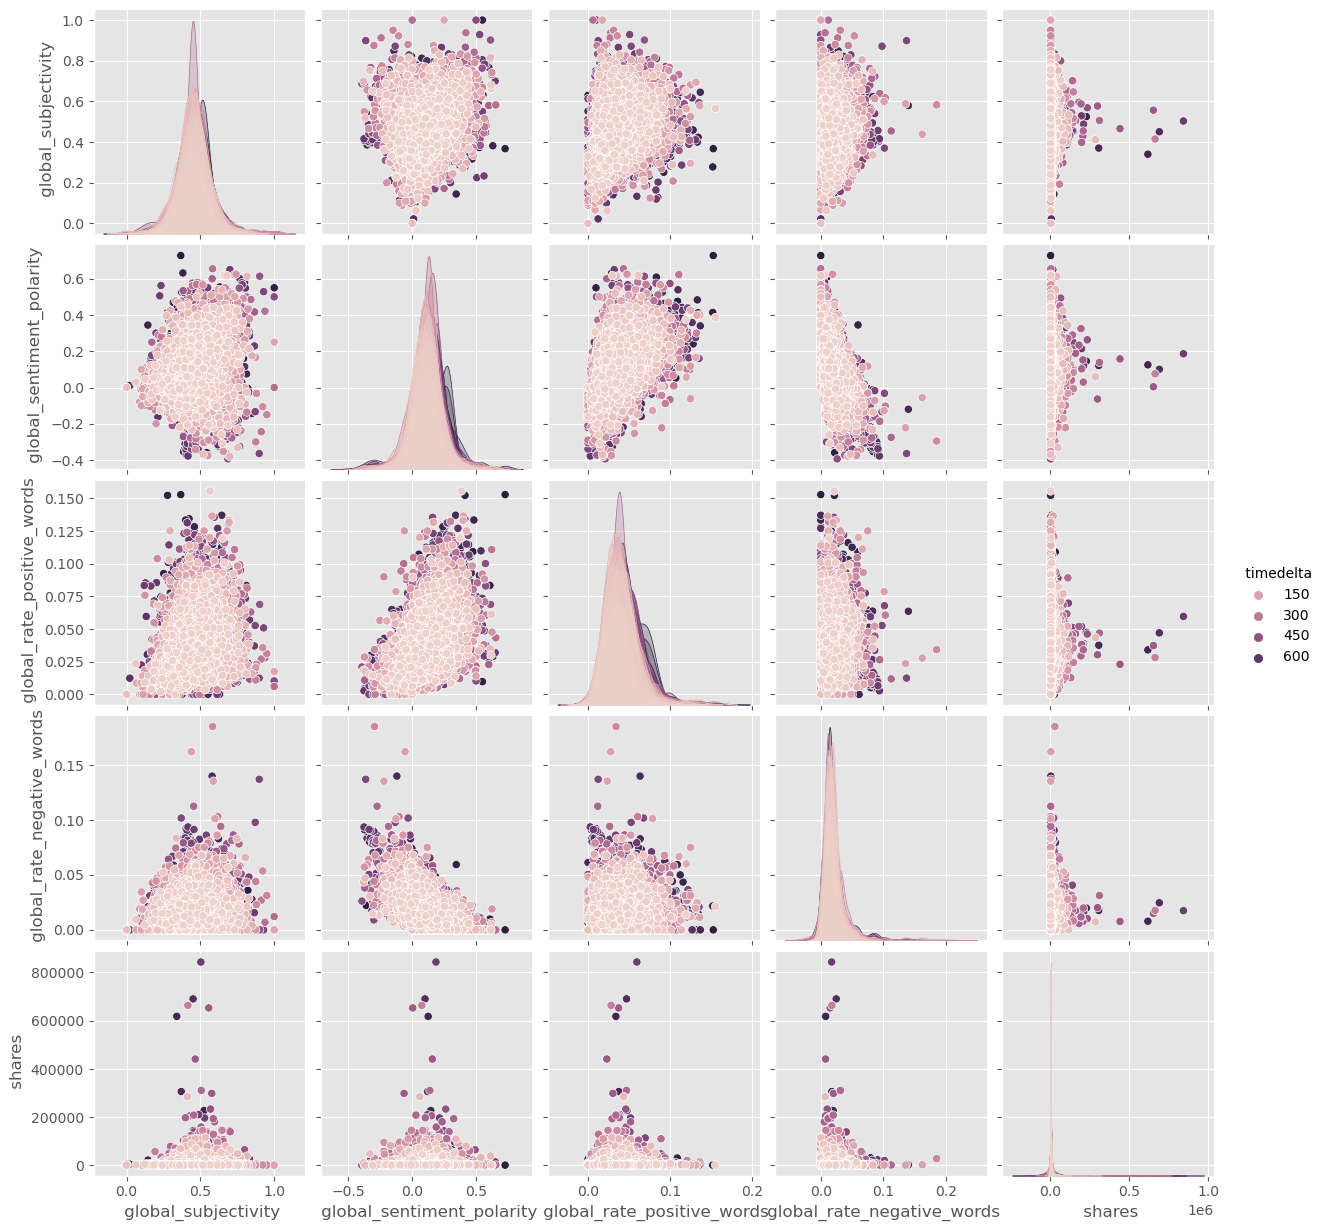 1.0
0.8
0.6
0.4
0.2
0.0
global_subjectivity
0.6
0.4
0.2
0.0
−0.2
−0.4
global_sentiment_polarity
0.150
0.125
0.100
0.075
0.050
0.025
0.000
global_rate_positive_words
timedelta
150
300
450
600
0.15
0.10
0.05
0.00
global_rate_negative_words
800000
600000
400000
200000
0
shares
0.0 0.5 1.0
global_subjectivity
−0.5 0.0 0.5
global_sentiment_polarity
0.0 0.1 0.2
global_rate_positive_words
0.0 0.1 0.2
global_rate_negative_words
0.0 0.5 1.0
1e6
shares